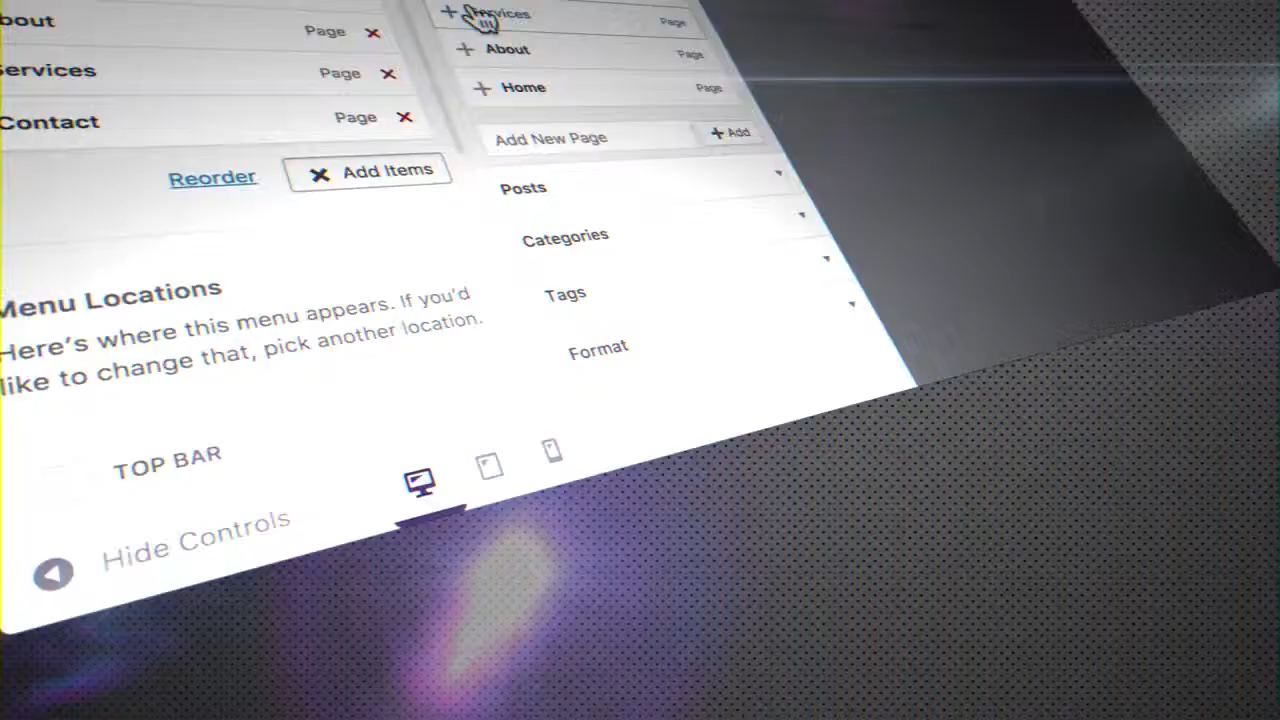 bout Page
Services Page
Contact Page
Reorder
Add Items
Menu Locations
Here's where this menu appears. If you'd
like to change that, pick another location.
TOP BAR
Hide Controls
Services Page
About Page
Home Page
Add New Page
Add
Posts
Categories
Tags
Format